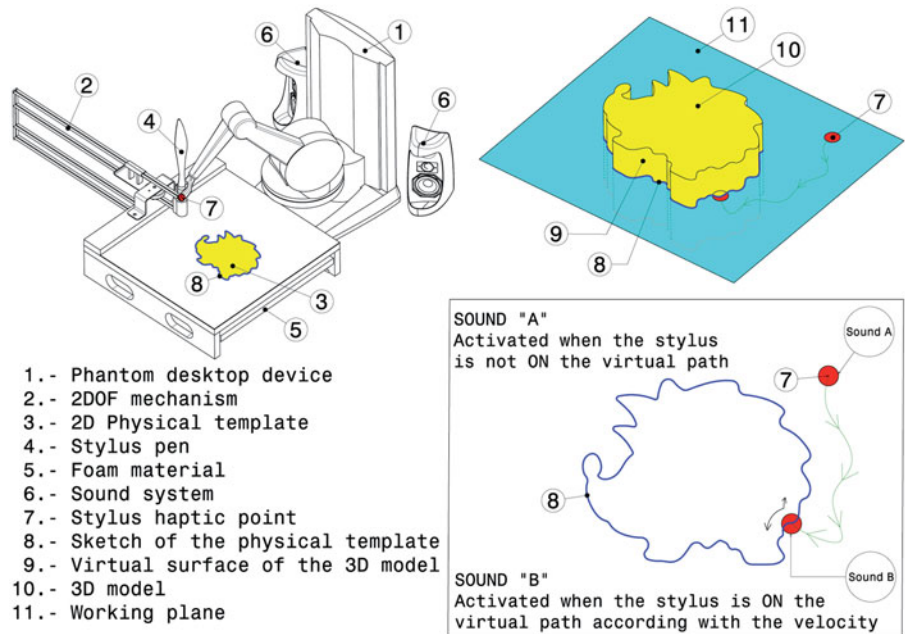 6
1
2
4
6
7
8
3
5
11
10
7
9
8
1.- Phantom desktop device
2.- 2DOF mechanism
3.- 2D Physical template
4.- Stylus pen
5.- Foam material
6.- Sound system
7.- Stylus haptic point
8.- Sketch of the physical template
9.- Virtual surface of the 3D model
10.- 3D model
11.- Working plane
SOUND "A"
Activated when the stylus
is not ON the virtual path
Sound A
7
8
Sound B
SOUND "B"
Activated when the stylus is ON the
virtual path according with the velocity